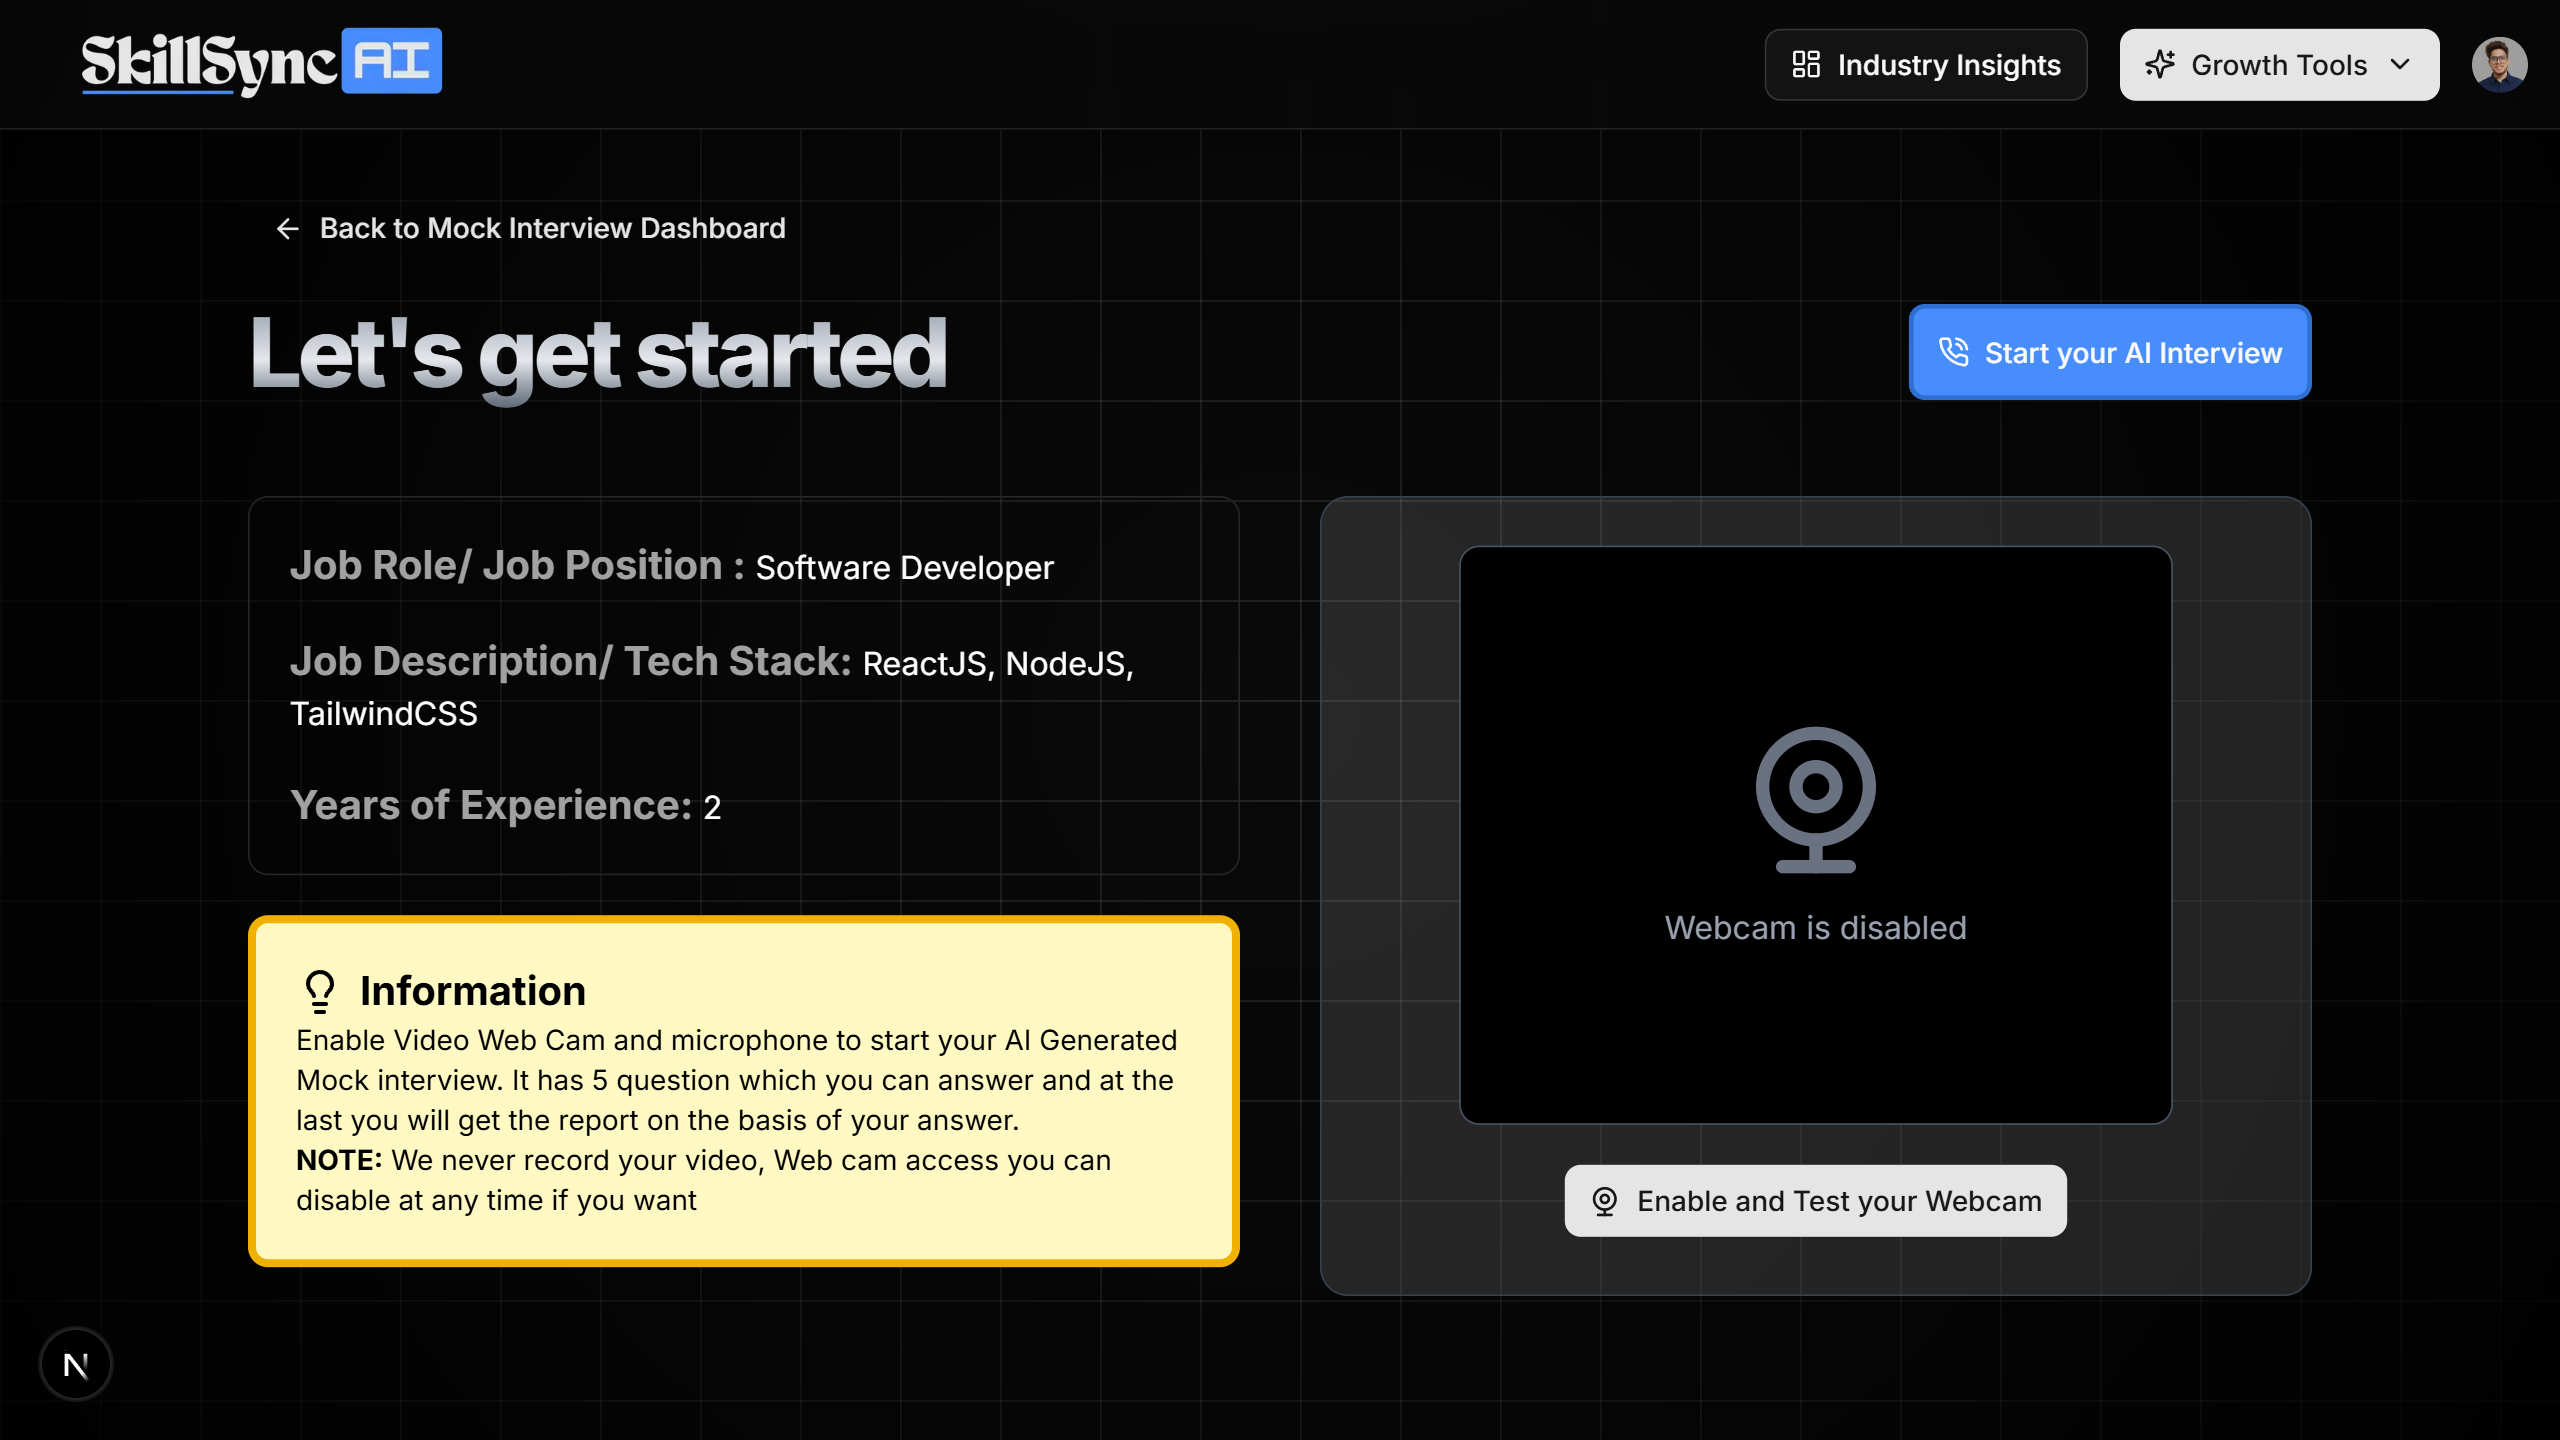 SkillSync AI
Industry Insights
Growth Tools
Back to Mock Interview Dashboard
Let's get started
Start your AI Interview
Job Role/ Job Position : Software Developer
Job Description/ Tech Stack: ReactJS, NodeJS,
TailwindCSS
Years of Experience: 2
Webcam is disabled
Information
Enable Video Web Cam and microphone to start your AI Generated
Mock interview. It has 5 question which you can answer and at the
last you will get the report on the basis of your answer.
NOTE: We never record your video, Web cam access you can
disable at any time if you want
Enable and Test your Webcam
N